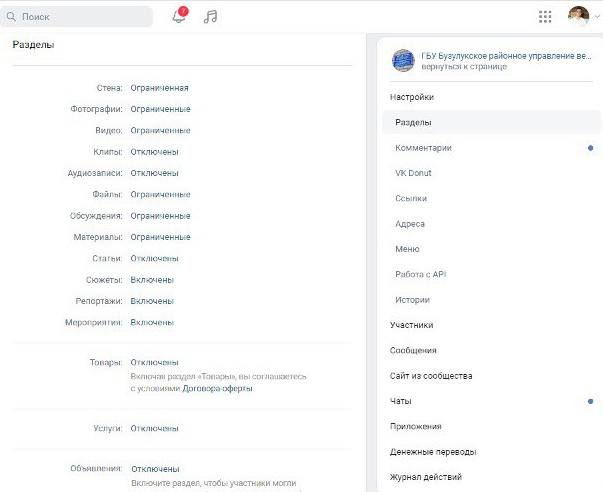 Поиск
7
Разделы
Стена: Ограниченная
Фотографии: Ограниченные
Видео: Ограниченные
Клипы: Отключены
Аудиозаписи: Отключены
Файлы: Ограниченные
Обсуждения: Ограниченные
Материалы: Ограниченные
Статьи: Отключены
Сюжеты: Включены
Репортажи: Включены
Мероприятия: Включены
Товары: Отключены
Включая раздел «Товары», вы соглашаетесь
с условиями Договора-оферты.
Услуги: Отключены
Объявления: Отключены
Включите раздел, чтобы участники могли
ГБУ Бузулукское районное управление ве...
вернуться к странице
Настройки
Разделы
Комментарии
VK Donut
Ссылки
Адреса
Меню
Работа с API
Истории
Участники
Сообщения
Сайт из сообщества
Чаты
Приложения
Денежные переводы
Журнал действий